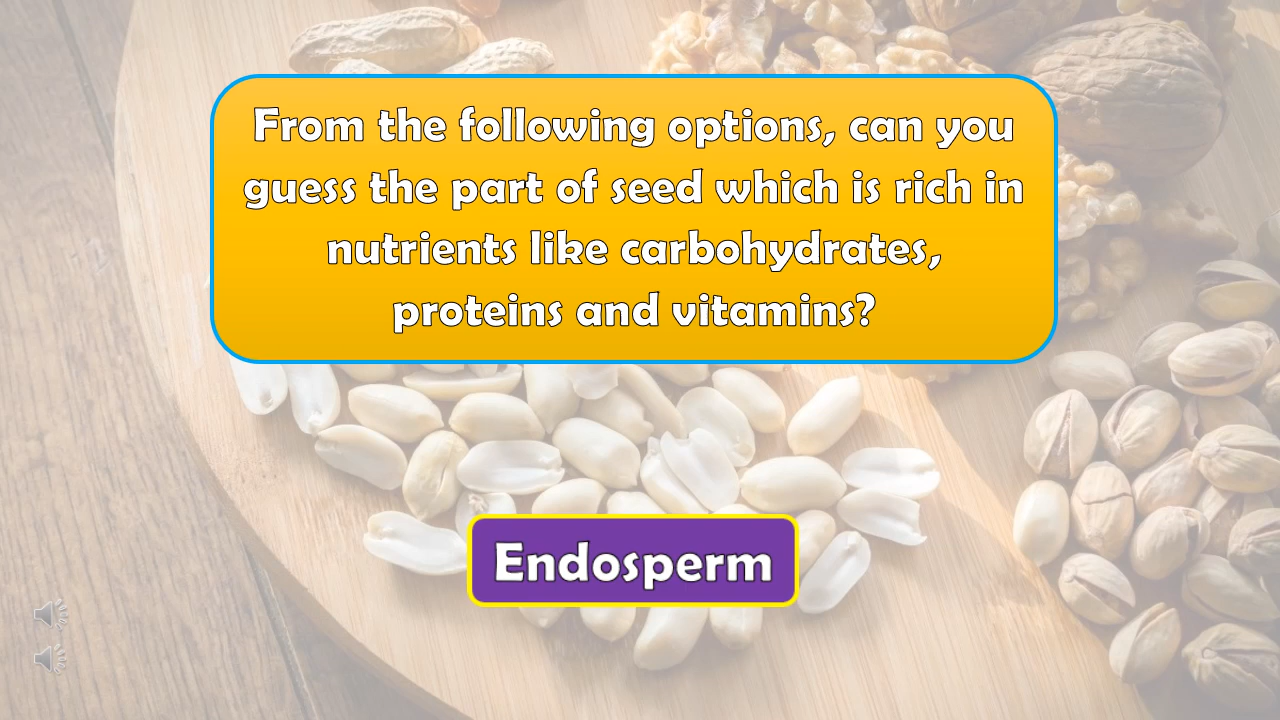 From the following options, can you
guess the part of seed which is rich in
nutrients like carbohydrates,
proteins and vitamins?
Endosperm